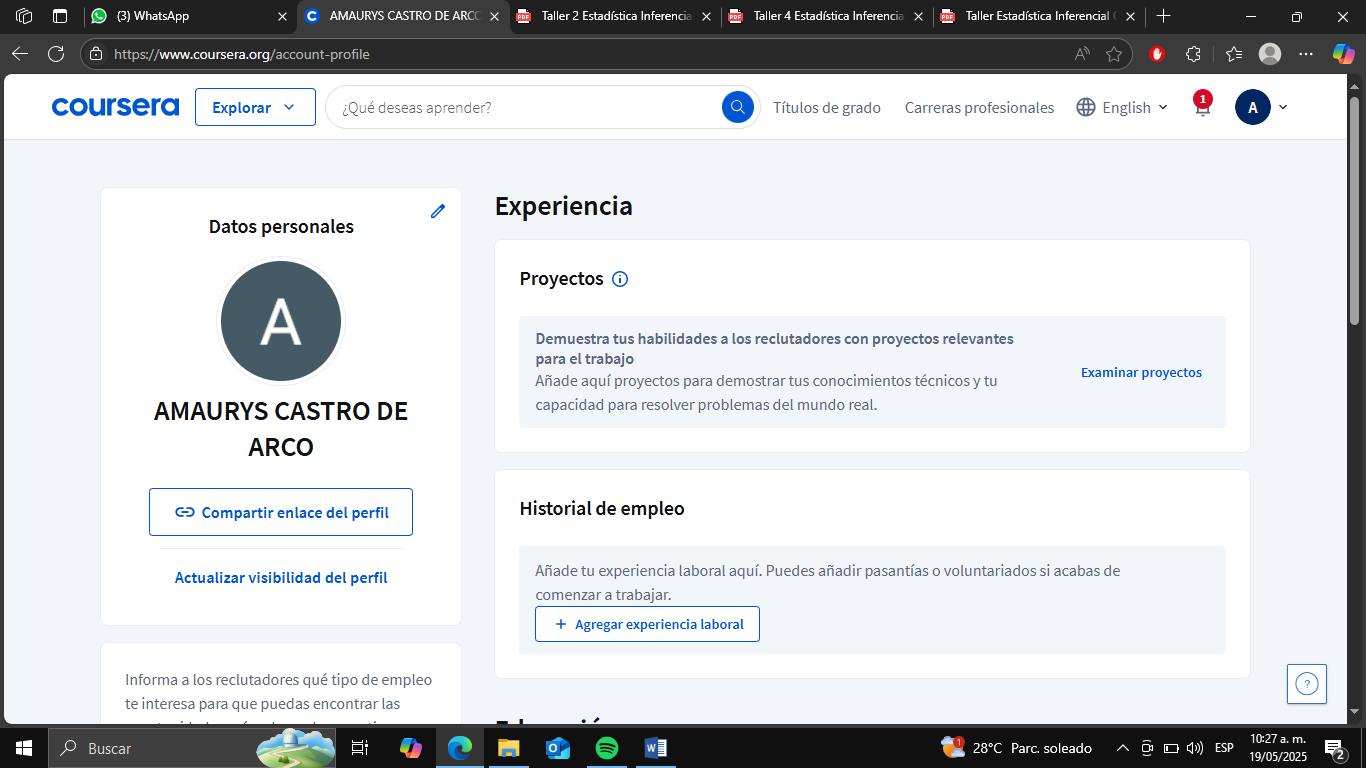 (3) WhatsApp
AMAURYS CASTRO DE ARCO
Taller 2 Estadística Inferencia
Taller 4 Estadística Inferencia
Taller Estadística Inferencial
https://www.coursera.org/account-profile
coursera
Explorar
¿Qué deseas aprender?
Títulos de grado
Carreras profesionales
English
1
A
Datos personales
A
AMAURYS CASTRO DE
ARCO
Compartir enlace del perfil
Actualizar visibilidad del perfil
Informa a los reclutadores qué tipo de empleo
te interesa para que puedas encontrar las
Experiencia
Proyectos
Demuestra tus habilidades a los reclutadores con proyectos relevantes
para el trabajo
Añade aquí proyectos para demostrar tus conocimientos técnicos y tu
capacidad para resolver problemas del mundo real.
Examinar proyectos
Historial de empleo
Añade tu experiencia laboral aquí. Puedes añadir pasantías o voluntariados si acabas de
comenzar a trabajar.
+ Agregar experiencia laboral
Educación
?
Buscar
1
28°C Parc. soleado
ESP
10:27 a. m.
19/05/2025
2